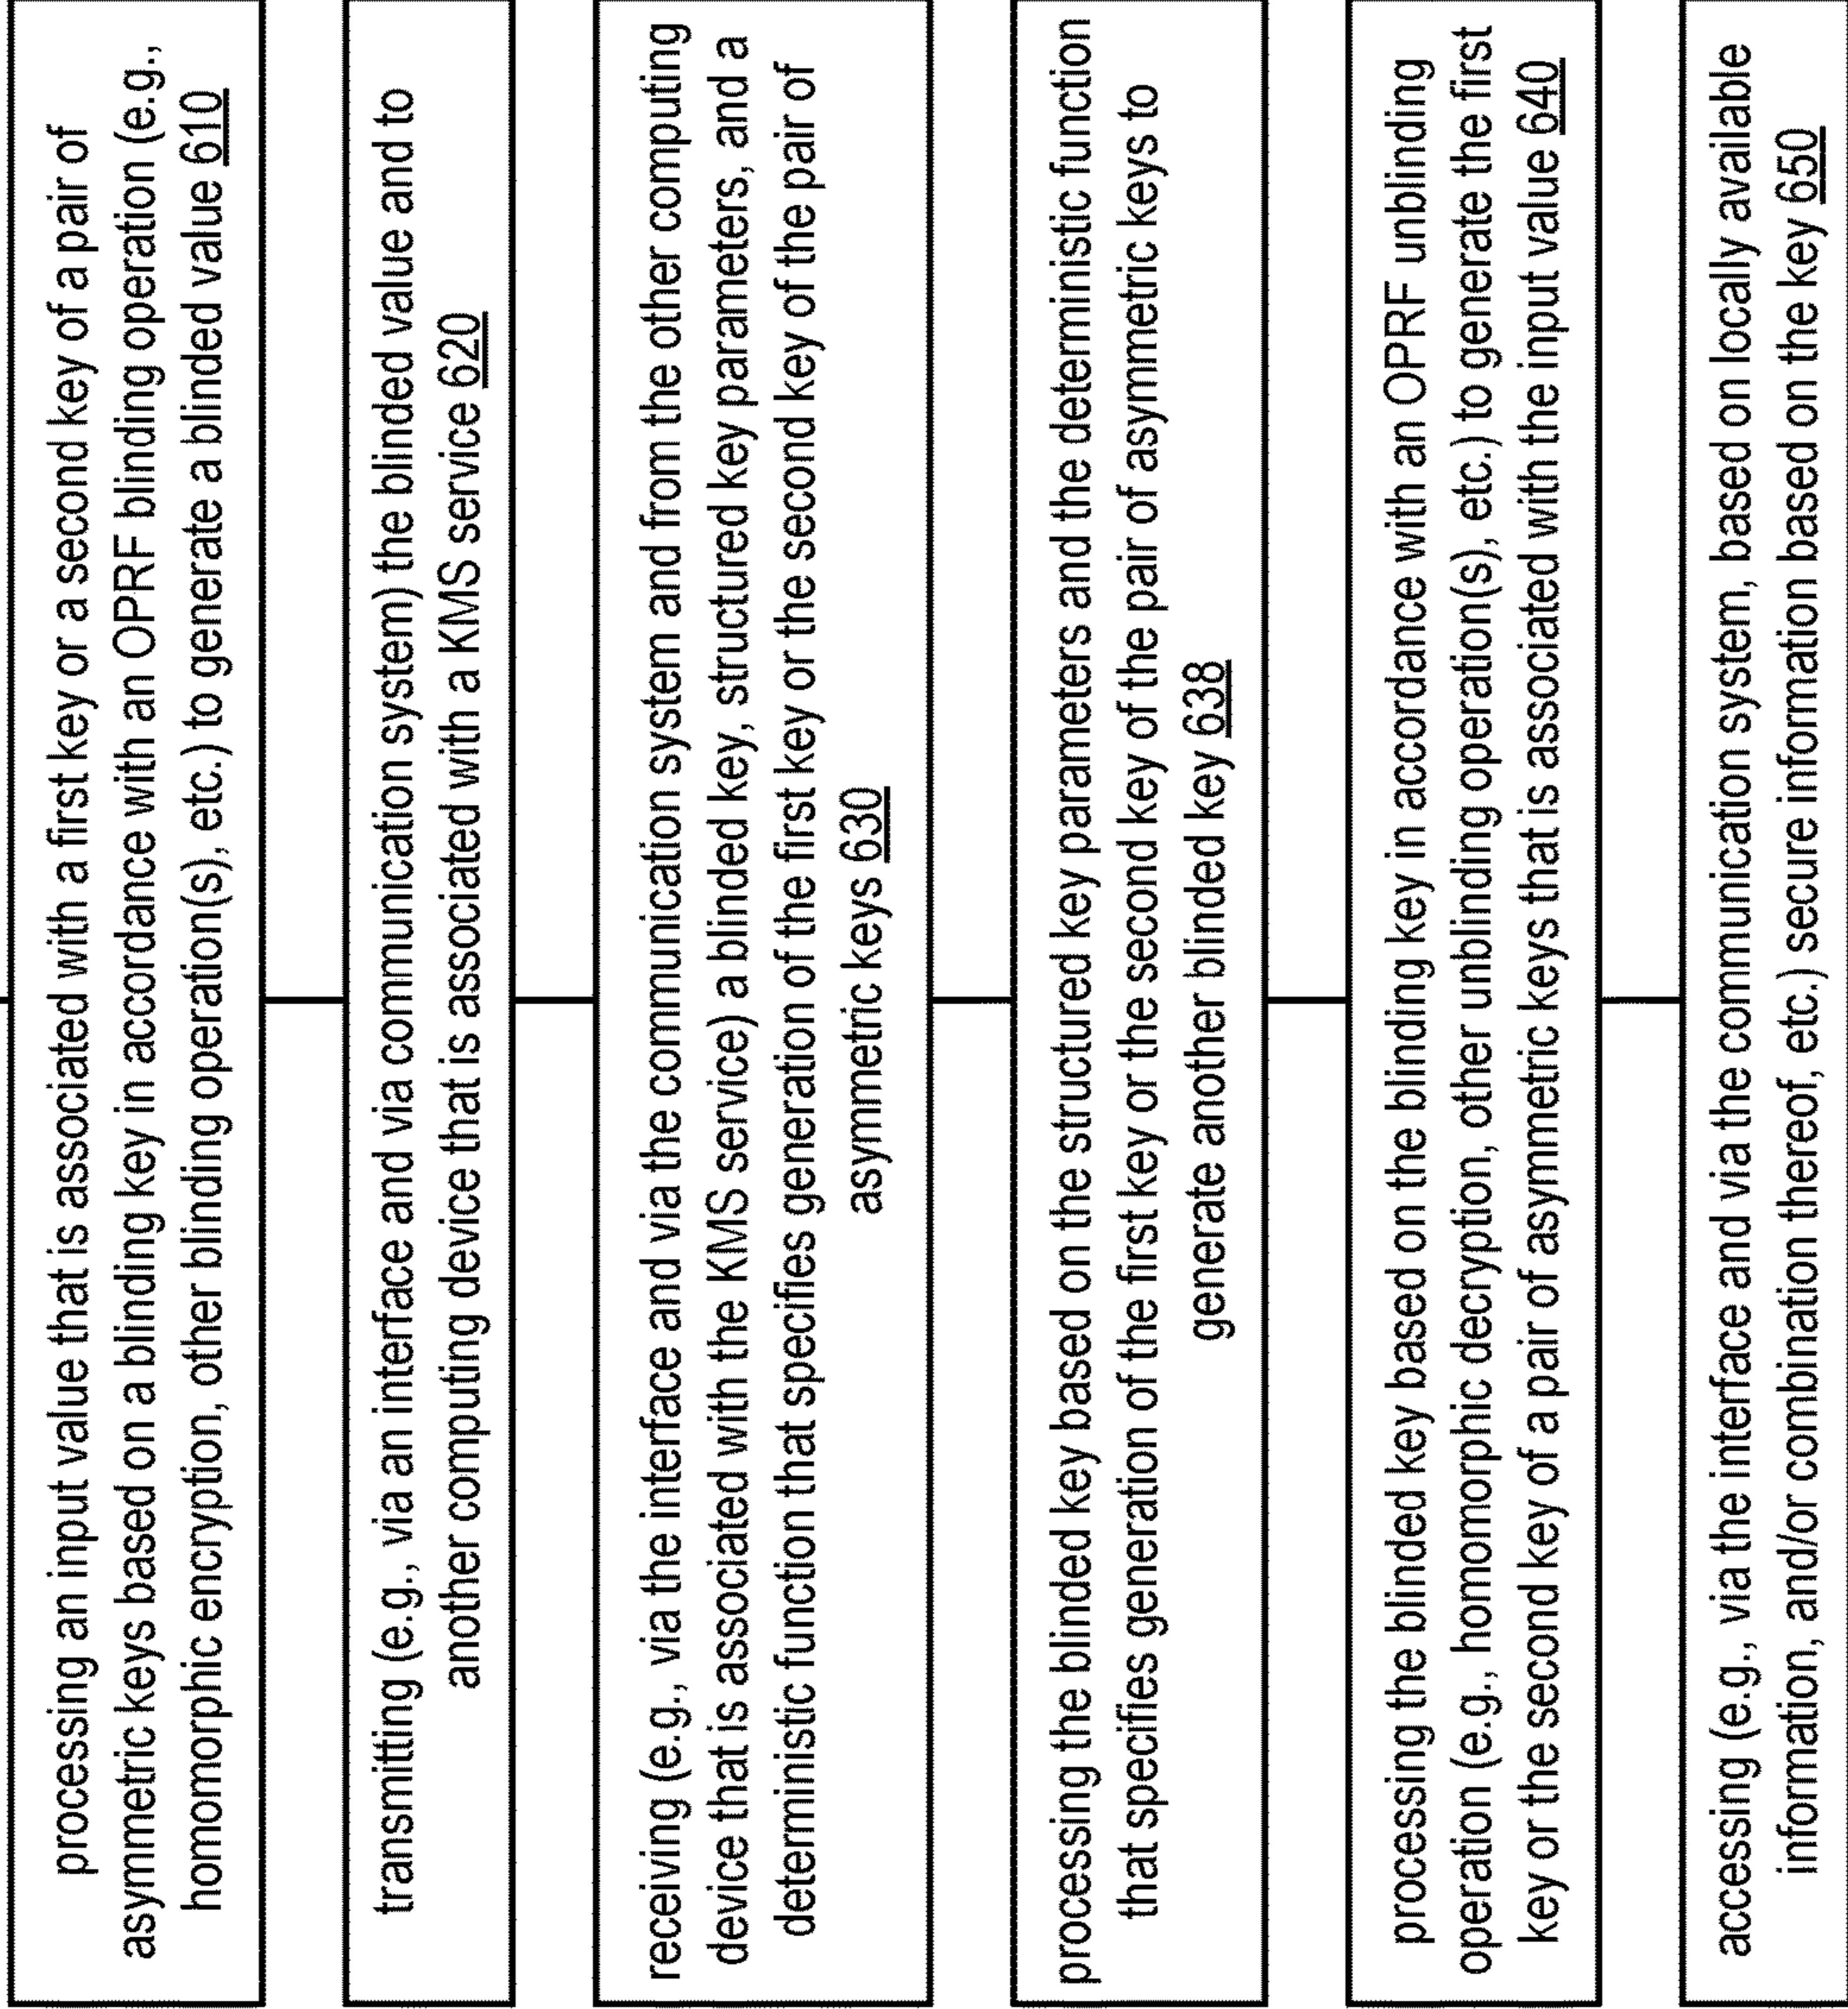 processing an input value that is associated with a first key or a second key of a pair of
asymmetric keys based on a blinding key in accordance with an OPRF blinding operation (e.g.,
homomorphic encryption, other blinding operation(s), etc.) to generate a blinded value 610
transmitting (e.g., via an interface and via communication system) the blinded value and to
another computing device that is associated with a KMS service 620
receiving (e.g., via the interface and via the communication system and from the other computing
device that is associated with the KMS service) a blinded key, structured key parameters, and a
deterministic function that specifies generation of the first key or the second key of the pair of
asymmetric keys 630
processing the blinded key based on the structured key parameters and the deterministic function
that specifies generation of the first key or the second key of the pair of asymmetric keys to
generate another blinded key 638
processing the blinded key based on the blinding key in accordance with an OPRF unblinding
operation (e.g., homomorphic decryption, other unblinding operation(s), etc.) to generate the first
key or the second key of a pair of asymmetric keys that is associated with the input value 640
accessing (e.g., via the interface and via the communication system, based on locally available
information, and/or combination thereof, etc.) secure information based on the key 650